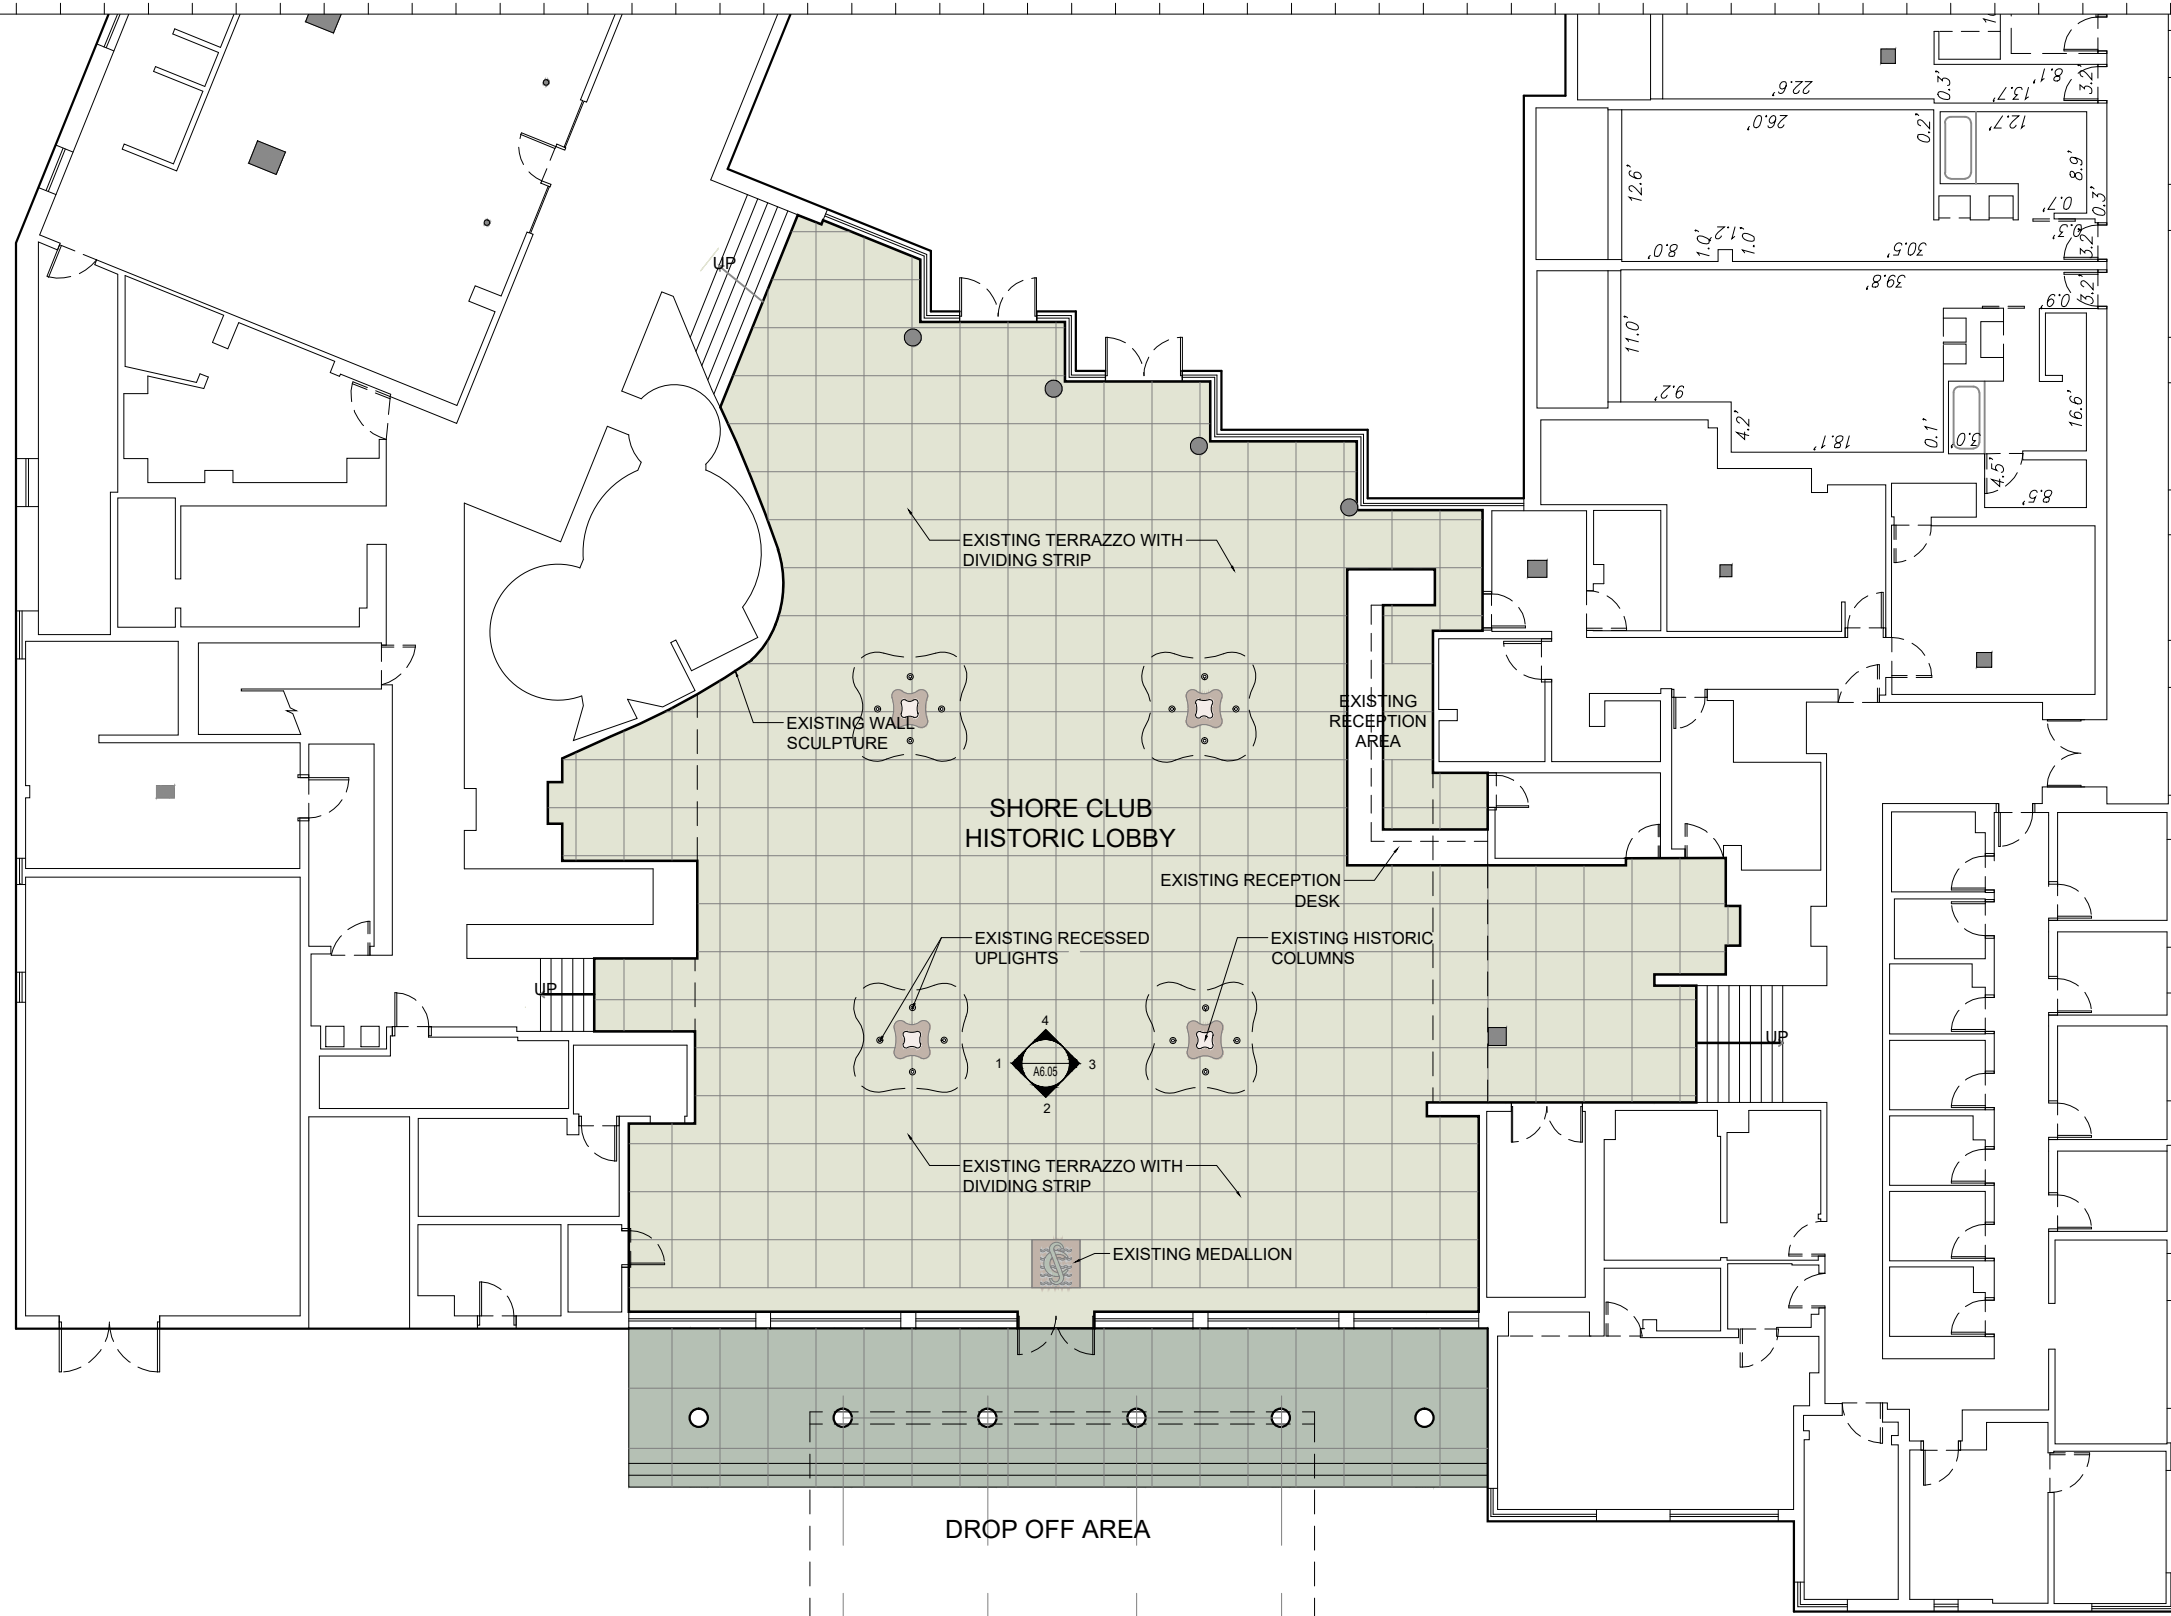 22.6'
0.3'
8.1'
13.7'
3.2'
26.0'
0.2'
12.7'
12.6'
8.9'
0.7'
0.3'
8.0'
1.0'
1.2'
1.0'
30.5'
0.3'
3.2'
39.8'
0.9'
3.2'
11.0'
9.2'
4.2'
18.1'
0.1'
3.0'
16.6'
4.5'
8.5'
UP
EXISTING TERRAZZO WITH
DIVIDING STRIP
EXISTING WALL
SCULPTURE
EXISTING
RECEPTION
AREA
SHORE CLUB
HISTORIC LOBBY
EXISTING RECEPTION
DESK
EXISTING RECESSED
UPLIGHTS
EXISTING HISTORIC
COLUMNS
UP
UP
4
1
A6.05
3
2
EXISTING TERRAZZO WITH
DIVIDING STRIP
EXISTING MEDALLION
DROP OFF AREA